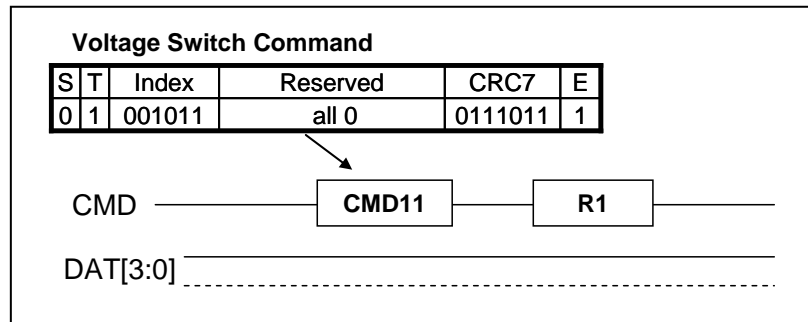 Voltage Switch Command
S T Index Reserved CRC7 E
0 1 001011 all 0 0111011 1
CMD CMD11 R1
DAT[3:0]